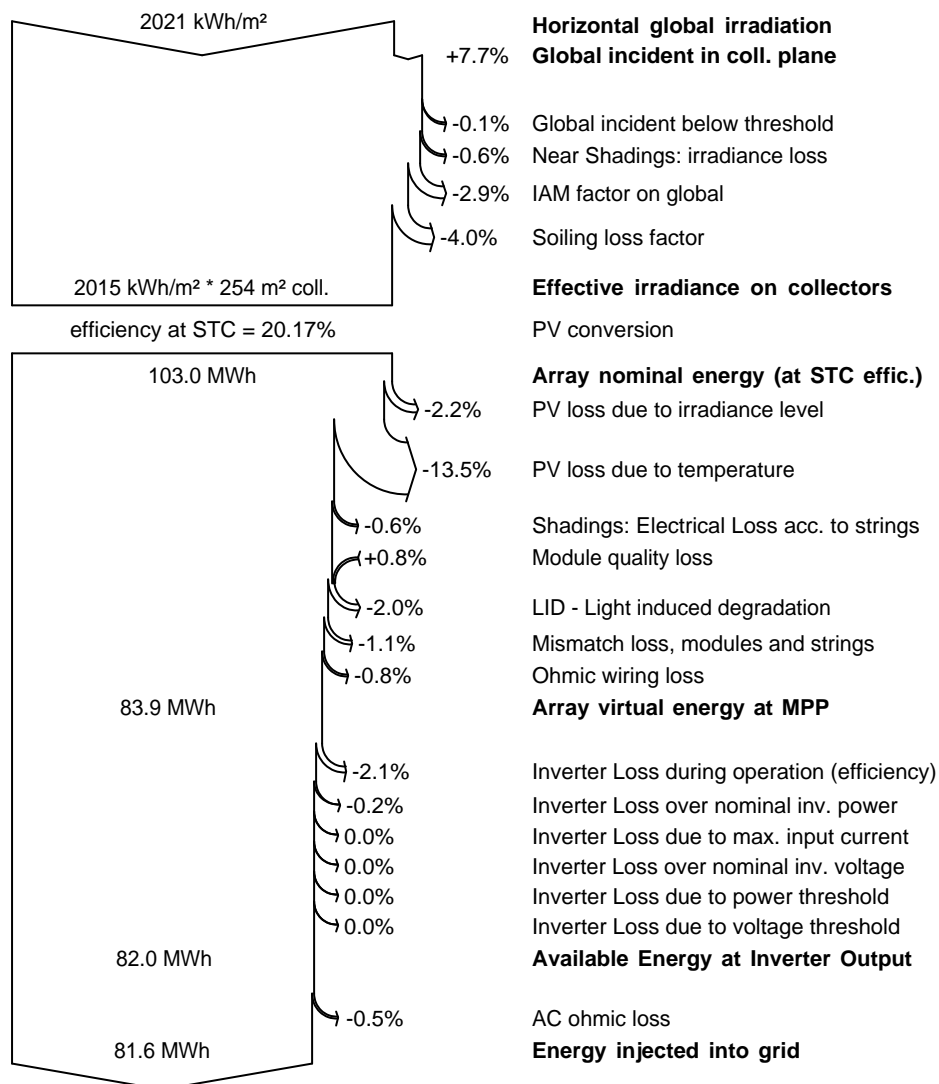 2021 kWh/m² Horizontal global irradiation
+7.7% Global incident in coll. plane
-0.1% Global incident below threshold
-0.6% Near Shadings: irradiance loss
-2.9% IAM factor on global
-4.0% Soiling loss factor
2015 kWh/m² * 254 m² coll. Effective irradiance on collectors
efficiency at STC = 20.17% PV conversion
103.0 MWh Array nominal energy (at STC effic.)
-2.2% PV loss due to irradiance level
-13.5% PV loss due to temperature
-0.6% Shadings: Electrical Loss acc. to strings
+0.8% Module quality loss
-2.0% LID - Light induced degradation
-1.1% Mismatch loss, modules and strings
-0.8% Ohmic wiring loss
83.9 MWh Array virtual energy at MPP
-2.1% Inverter Loss during operation (efficiency)
-0.2% Inverter Loss over nominal inv. power
0.0% Inverter Loss due to max. input current
0.0% Inverter Loss over nominal inv. voltage
0.0% Inverter Loss due to power threshold
0.0% Inverter Loss due to voltage threshold
82.0 MWh Available Energy at Inverter Output
-0.5% AC ohmic loss
81.6 MWh Energy injected into grid